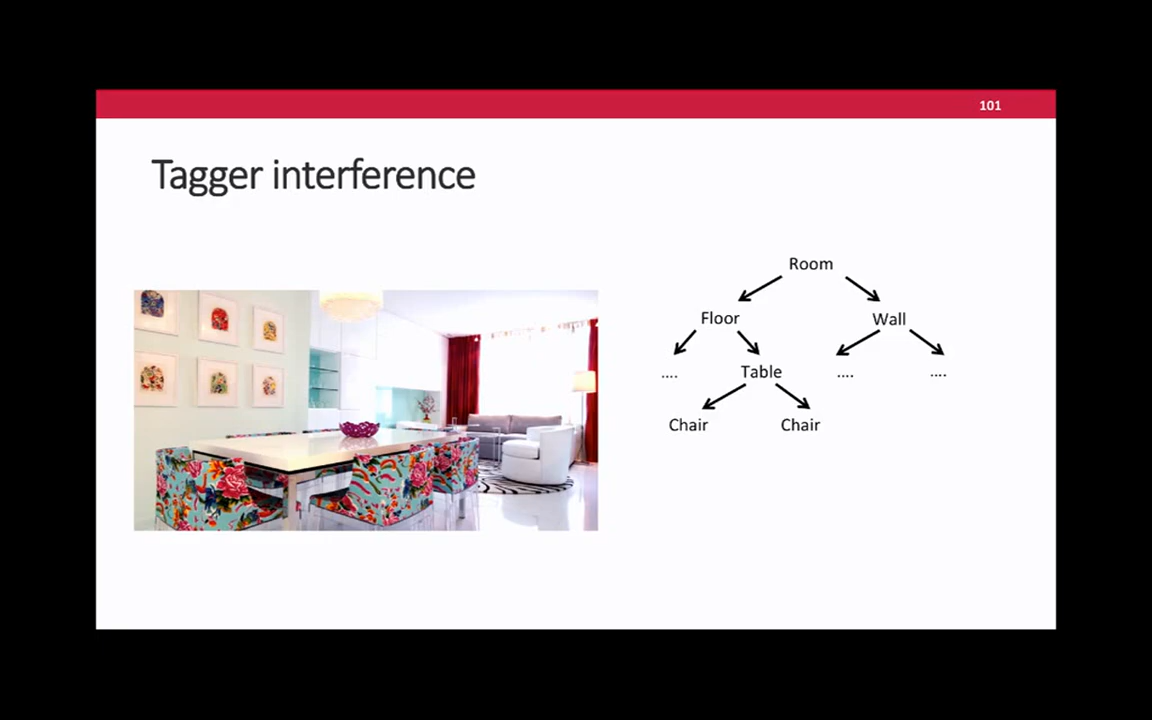 101
Tagger interference
Room
Floor
Wall
....
Table
....
....
Chair
Chair